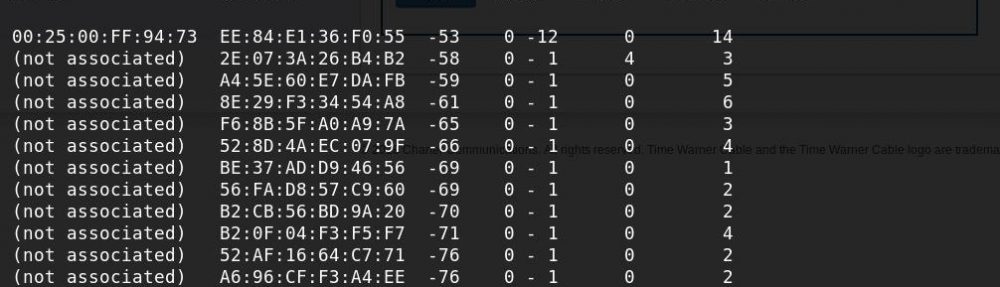 00:25:00:FF:94:73 EE:84:E1:36:F0:55 -53 0 -12 0 14
(not associated) 2E:07:3A:26:B4:B2 -58 0 - 1 4 3
(not associated) A4:5E:60:E7:DA:FB -59 0 - 1 0 5
(not associated) 8E:29:F3:34:54:A8 -61 0 - 1 0 6
(not associated) F6:8B:5F:A0:A9:7A -65 0 - 1 0 3
(not associated) 52:8D:4A:EC:07:9F -66 0 - 1 0 4
rights reserved. Time Warner Cable and the Time Warner Cable logo are
(not associated) BE:37:AD:D9:46:56 -69 0 - 1 0 1
(not associated) 56:FA:D8:57:C9:60 -69 0 - 1 0 2
(not associated) B2:CB:56:BD:9A:20 -70 0 - 1 0 2
(not associated) B2:0F:04:F3:F5:F7 -71 0 - 1 0 4
(not associated) 52:AF:16:64:C7:71 -76 0 - 1 0 2
(not associated) A6:96:CF:F3:A4:EE -76 0 - 1 0 2